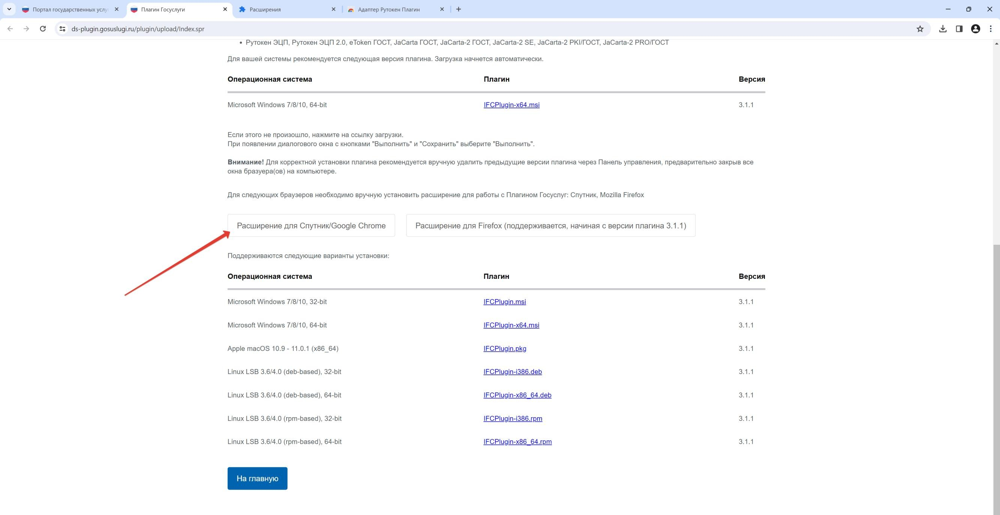 Портал государственных услу
Плагин Госуслуги
Расширения
Адаптер Рутокен Плагин
ds-plugin.gosuslugi.ru/plugin/upload/Index.spr
• Рутокен ЭЦП, Рутокен ЭЦП 2.0, eToken ГОСТ, JaCarta ГОСТ, JaCarta-2 ГОСТ, JaCarta-2 SE, JaCarta-2 PKI/ГОСТ, JaCarta-2 PRO/ГОСТ
Для вашей системы рекомендуется следующая версия плагина. Загрузка начнется автоматически.
Операционная система Плагин Версия
Microsoft Windows 7/8/10, 64-bit IFCPlugin-x64.msi 3.1.1
Если этого не произошло, нажмите на ссылку загрузки.
При появлении диалогового окна с кнопками "Выполнить" и "Сохранить" выберите "Выполнить".
Внимание! Для корректной установки плагина рекомендуется вручную удалить предыдущие версии плагина через Панель управления, предварительно закрыв все
окна бразуера(ов) на компьютере.
Для следующих браузеров необходимо вручную установить расширение для работы с Плагином Госуслуг: Спутник, Mozilla Firefox
Расширение для Спутник/Google Chrome
Расширение для Firefox (поддерживается, начиная с версии плагина 3.1.1)
Поддерживаются следующие варианты установки:
Операционная система Плагин Версия
Microsoft Windows 7/8/10, 32-bit IFCPlugin.msi 3.1.1
Microsoft Windows 7/8/10, 64-bit IFCPlugin-x64.msi 3.1.1
Apple macOS 10.9 - 11.0.1 (x86_64) IFCPlugin.pkg 3.1.1
Linux LSB 3.6/4.0 (deb-based), 32-bit IFCPlugin-i386.deb 3.1.1
Linux LSB 3.6/4.0 (deb-based), 64-bit IFCPlugin-x86_64.deb 3.1.1
Linux LSB 3.6/4.0 (rpm-based), 32-bit IFCPlugin-i386.rpm 3.1.1
Linux LSB 3.6/4.0 (rpm-based), 64-bit IFCPlugin-x86_64.rpm 3.1.1
На главную